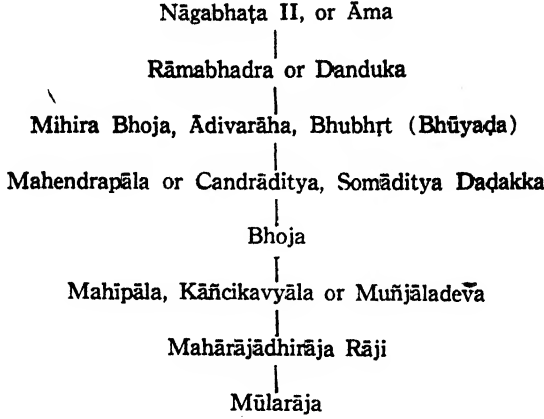 Nāgabhaṭa II, or Āma
Rāmabhadra or Danduka
Mihira Bhoja, Ādivarāha, Bhubhṛt (Bhūyaḍa)
Mahendrapāla or Candrāditya, Somāditya Daḍakka
Bhoja
Mahīpāla, Kāñcikavyāla or Muñjāladeva
Mahārājādhirāja Rāji
Mūlarāja